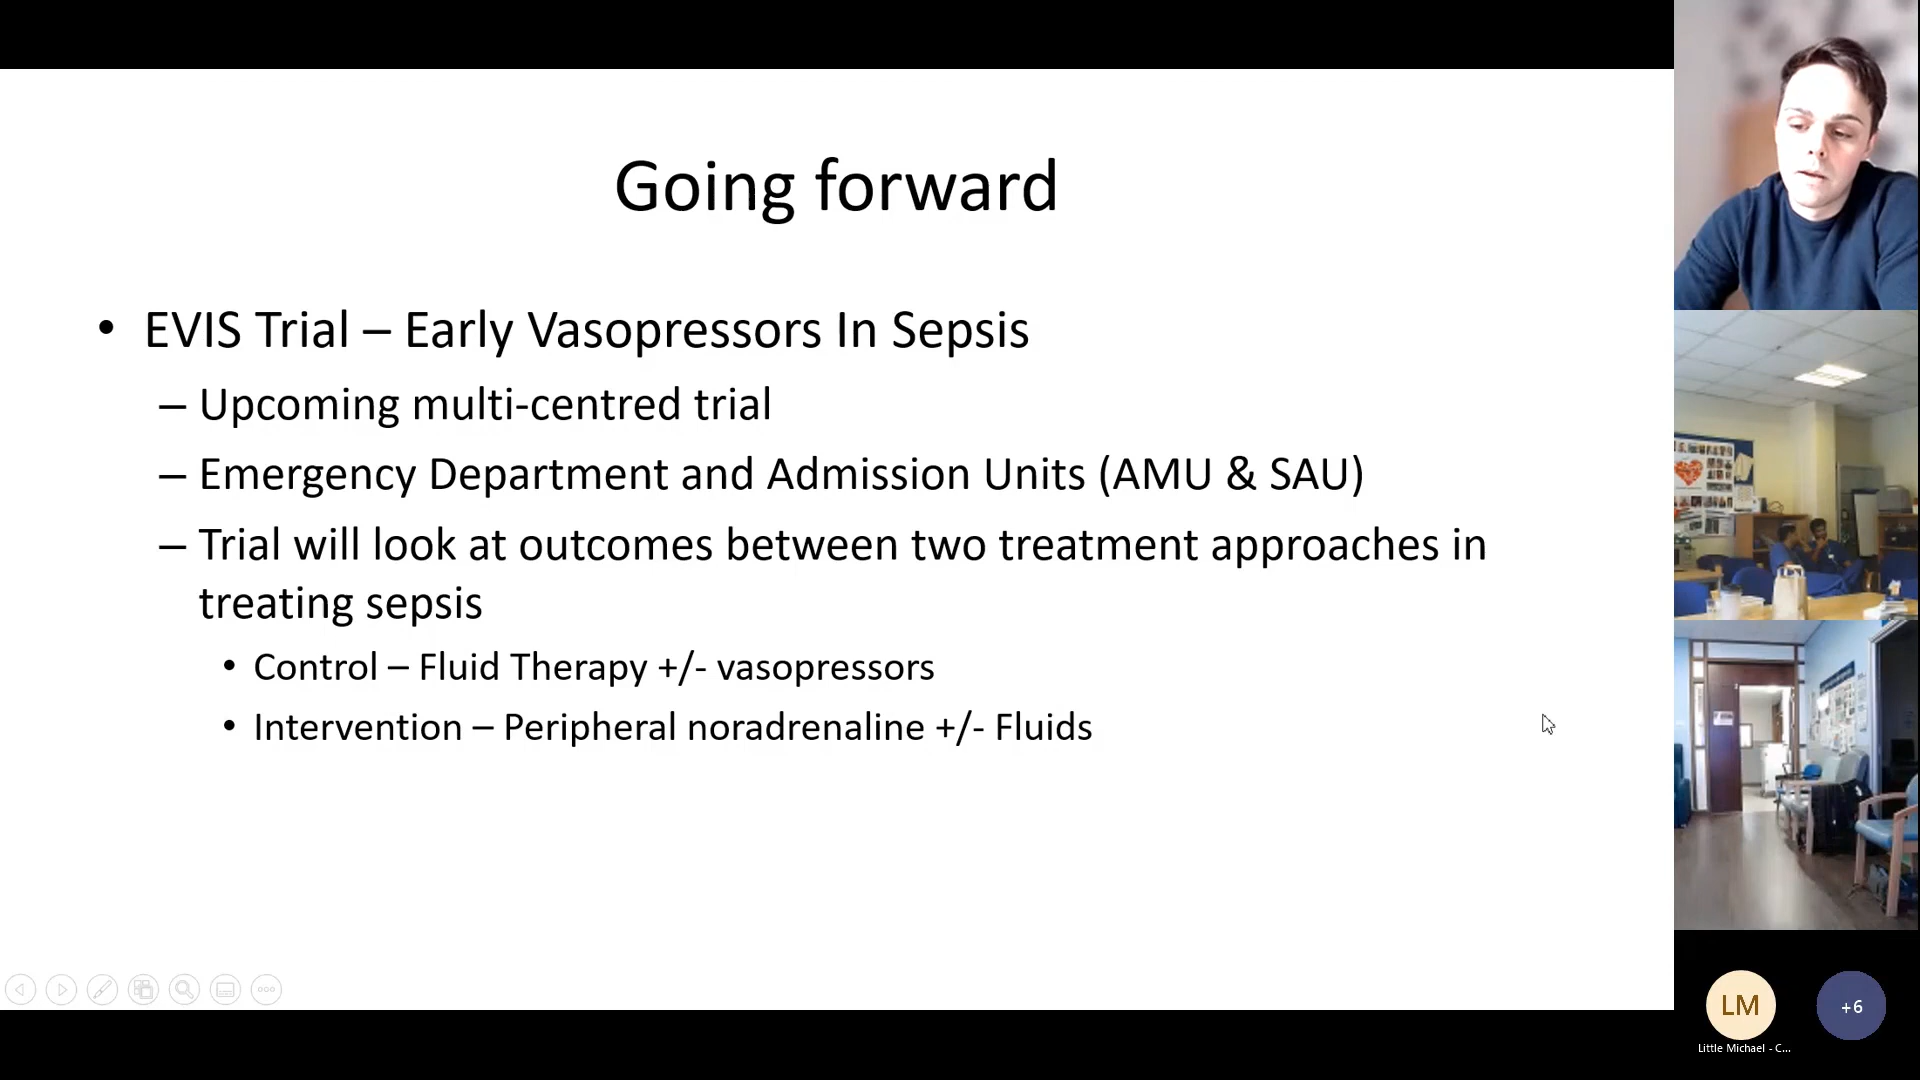 Going forward
• EVIS Trial – Early Vasopressors In Sepsis
– Upcoming multi-centred trial
– Emergency Department and Admission Units (AMU & SAU)
– Trial will look at outcomes between two treatment approaches in
treating sepsis
• Control – Fluid Therapy +/- vasopressors
• Intervention – Peripheral noradrenaline +/- Fluids
LM
+6
Little Michael - C...